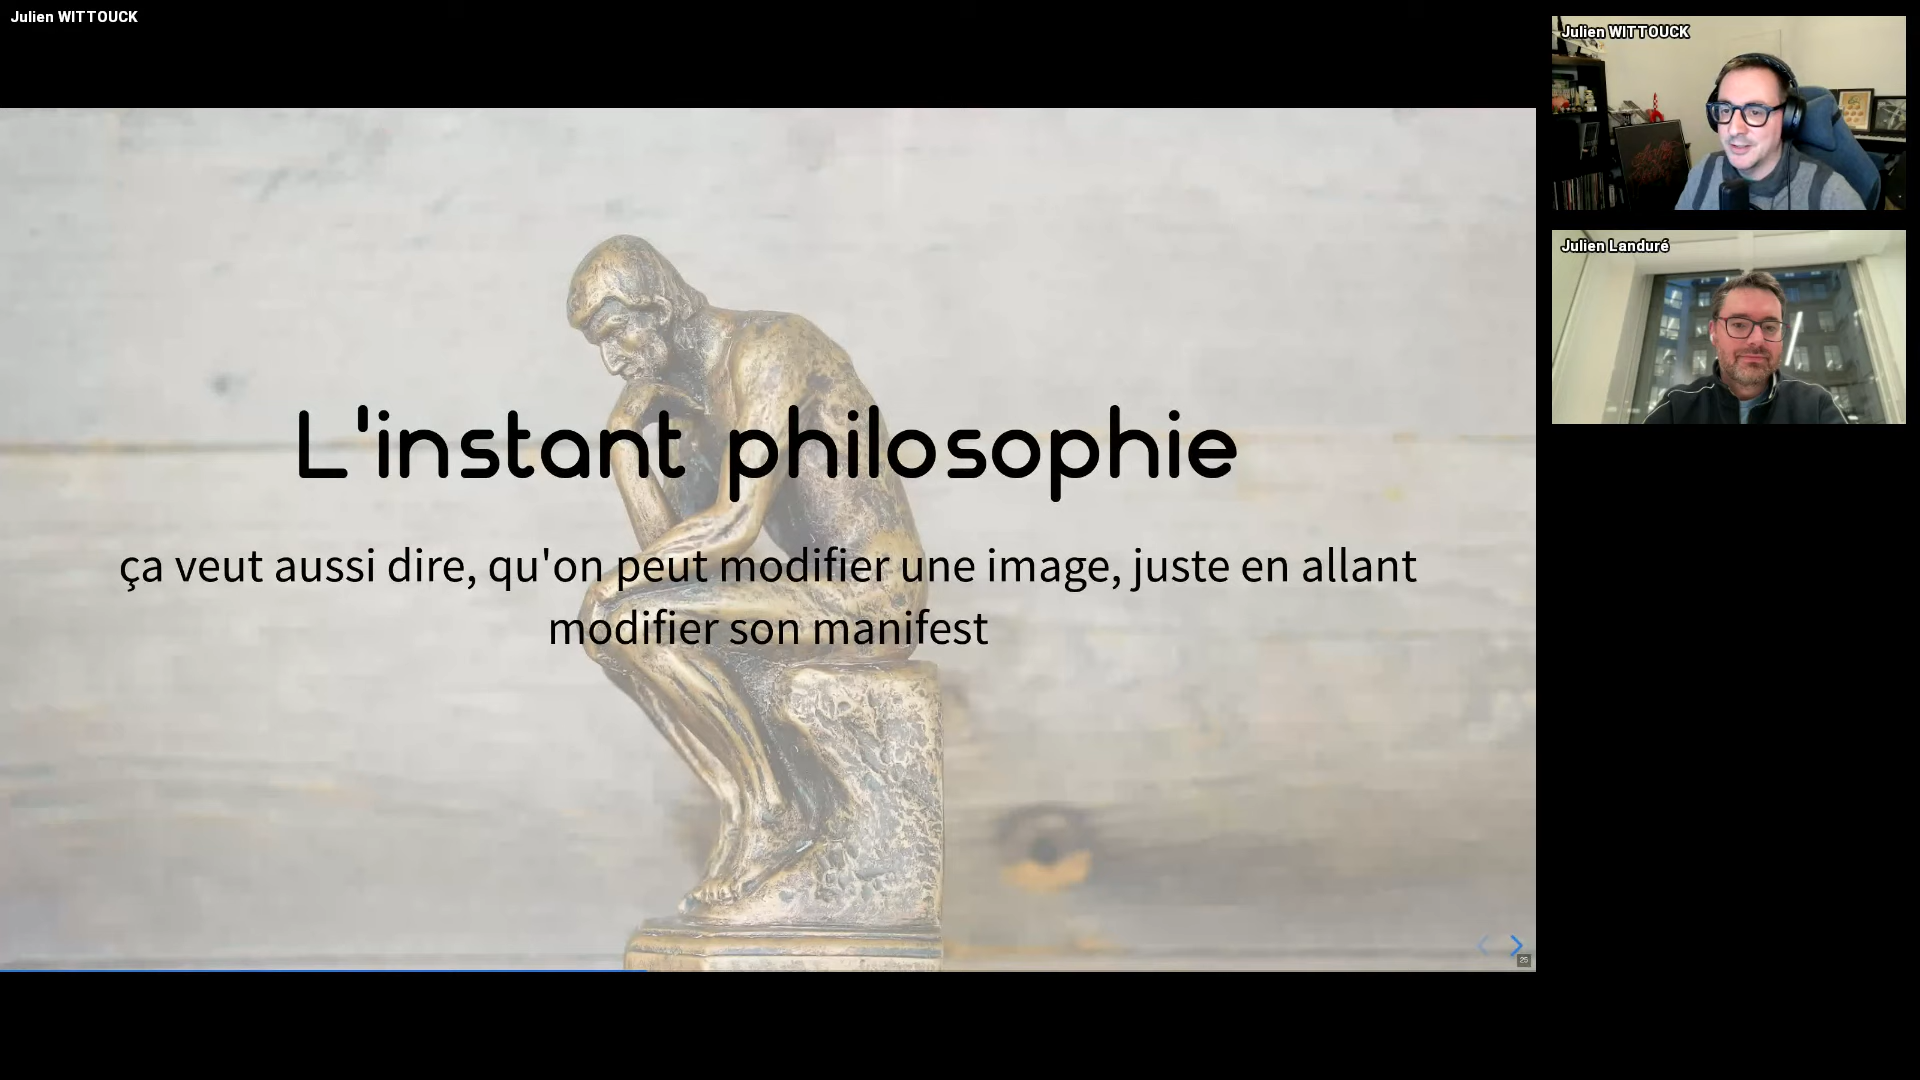 Julien WITTOUCK
Julien WITTOUCK
Julien Landuré
L'instant philosophie
ça veut aussi dire, qu'on peut modifier une image, juste en allant
modifier son manifest
25